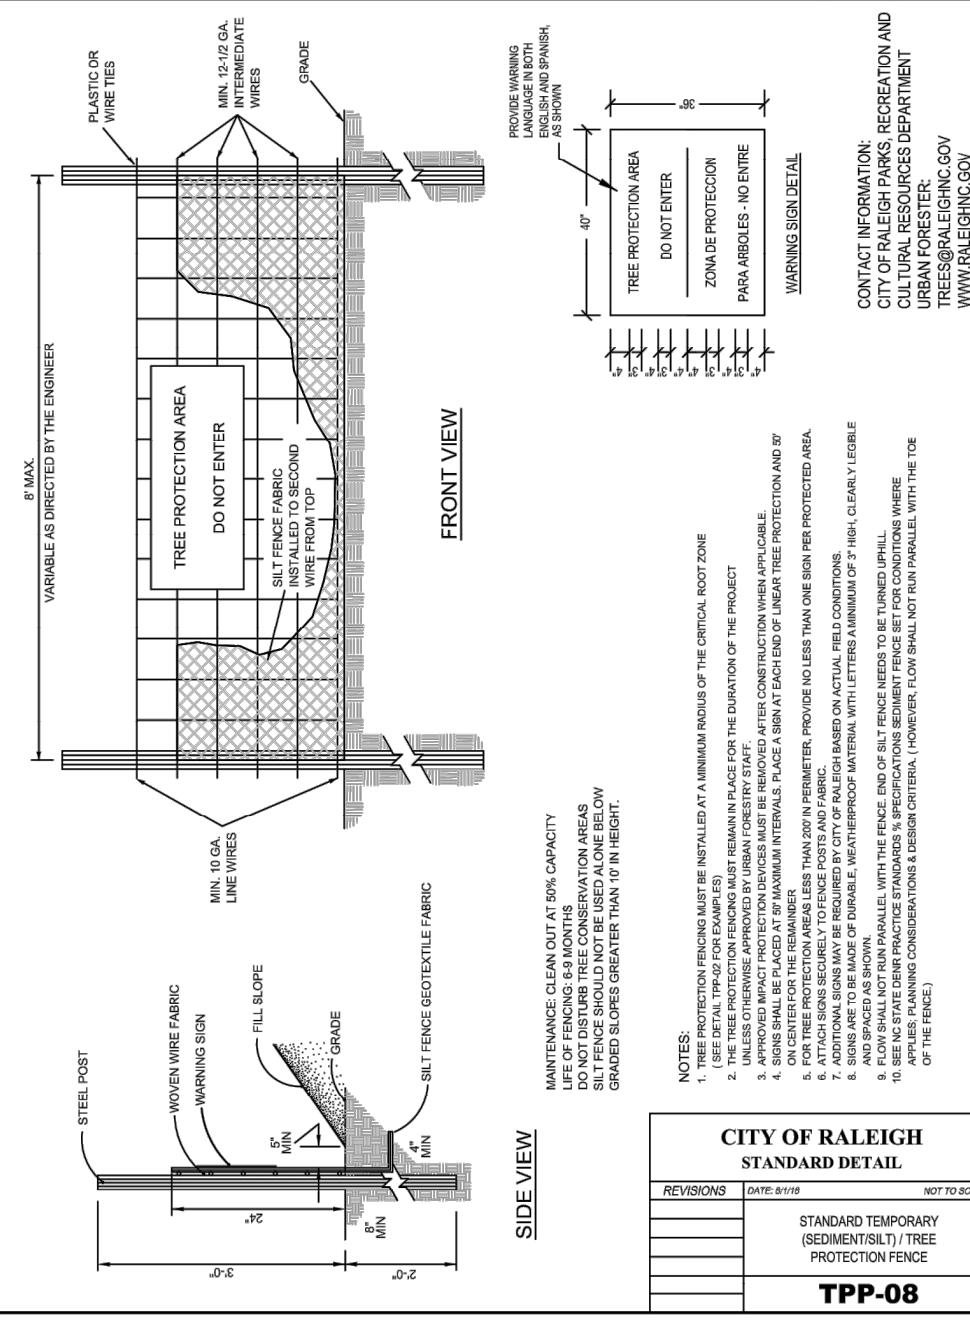 8' MAX.
VARIABLE AS DIRECTED BY THE ENGINEER
PLASTIC OR
WIRE TIES
MIN. 12-1/2 GA.
INTERMEDIATE
WIRES
GRADE
MIN. 10 GA.
LINE WIRES
TREE PROTECTION AREA
DO NOT ENTER
SILT FENCE FABRIC
INSTALLED TO SECOND
WIRE FROM TOP
FRONT VIEW
PROVIDE WARNING
LANGUAGE IN BOTH
ENGLISH AND SPANISH,
AS SHOWN
40"
36"
TREE PROTECTION AREA
DO NOT ENTER
ZONA DE PROTECCION
PARA ARBOLES - NO ENTRE
4"
3"
4"
3"
4"
4"
3"
4"
3"
4"
WARNING SIGN DETAIL
CONTACT INFORMATION:
CITY OF RALEIGH PARKS, RECREATION AND
CULTURAL RESOURCES DEPARTMENT
URBAN FORESTER:
TREES@RALEIGHNC.GOV
WWW.RALEIGHNC.GOV
STEEL POST
WOVEN WIRE FABRIC
WARNING SIGN
FILL SLOPE
GRADE
SILT FENCE GEOTEXTILE FABRIC
5"
MIN
4"
MIN
8"
MIN
24"
3'-0"
2'-0"
SIDE VIEW
MAINTENANCE: CLEAN OUT AT 50% CAPACITY
LIFE OF FENCING: 6-9 MONTHS
DO NOT DISTURB TREE CONSERVATION AREAS
SILT FENCE SHOULD NOT BE USED ALONE BELOW
GRADED SLOPES GREATER THAN 10' IN HEIGHT.
NOTES:
1. TREE PROTECTION FENCING MUST BE INSTALLED AT A MINIMUM RADIUS OF THE CRITICAL ROOT ZONE
(SEE DETAIL TPP-02 FOR EXAMPLES)
2. THE TREE PROTECTION FENCING MUST REMAIN IN PLACE FOR THE DURATION OF THE PROJECT
UNLESS OTHERWISE APPROVED BY URBAN FORESTRY STAFF.
3. APPROVED IMPACT PROTECTION DEVICES MUST BE REMOVED AFTER CONSTRUCTION WHEN APPLICABLE.
4. SIGNS SHALL BE PLACED AT 50' MAXIMUM INTERVALS. PLACE A SIGN AT EACH END OF LINEAR TREE PROTECTION AND 50'
ON CENTER FOR THE REMAINDER
5. FOR TREE PROTECTION AREAS LESS THAN 200' IN PERIMETER, PROVIDE NO LESS THAN ONE SIGN PER PROTECTED AREA.
6. ATTACH SIGNS SECURELY TO FENCE POSTS AND FABRIC.
7. ADDITIONAL SIGNS MAY BE REQUIRED BY CITY OF RALEIGH BASED ON ACTUAL FIELD CONDITIONS.
8. SIGNS ARE TO BE MADE OF DURABLE, WEATHERPROOF MATERIAL WITH LETTERS A MINIMUM OF 3" HIGH, CLEARLY LEGIBLE
AND SPACED AS SHOWN.
9. FLOW SHALL NOT RUN PARALLEL WITH THE FENCE. END OF SILT FENCE NEEDS TO BE TURNED UPHILL.
10. SEE NC STATE DENR PRACTICE STANDARDS % SPECIFICATIONS SEDIMENT FENCE SET FOR CONDITIONS WHERE
APPLIES; PLANNING CONSIDERATIONS & DESIGN CRITERIA. ( HOWEVER, FLOW SHALL NOT RUN PARALLEL WITH THE TOE
OF THE FENCE.)
CITY OF RALEIGH
STANDARD DETAIL
REVISIONS
DATE: 8/1/18
NOT TO SC
STANDARD TEMPORARY
(SEDIMENT/SILT) / TREE
PROTECTION FENCE
TPP-08